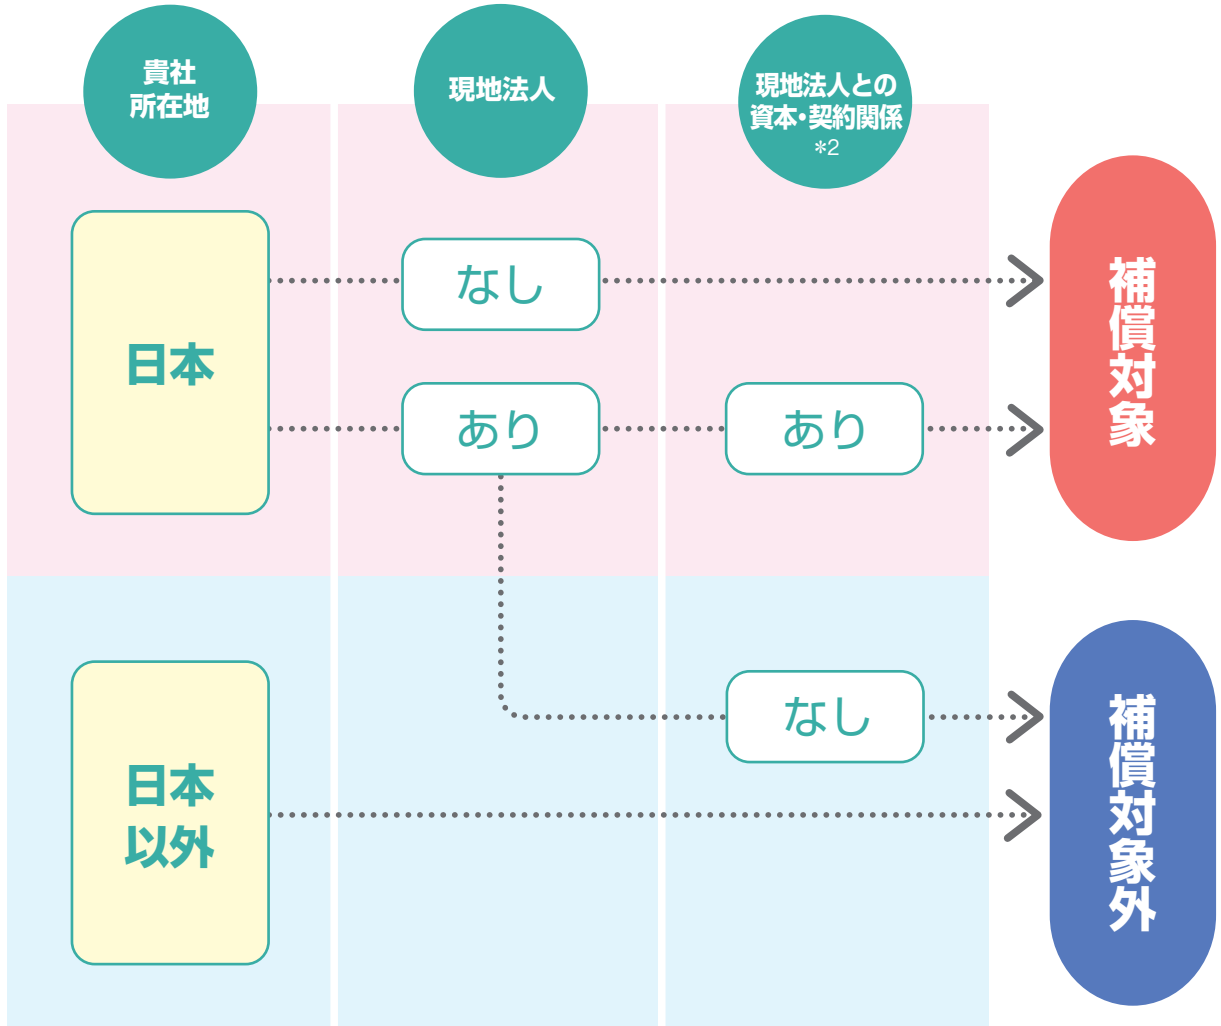 貴社
所在地
現地法人
現地法人との
資本・契約関係
*2
日本
なし
あり
あり
補償対象
なし
日本
以外
補償対象外